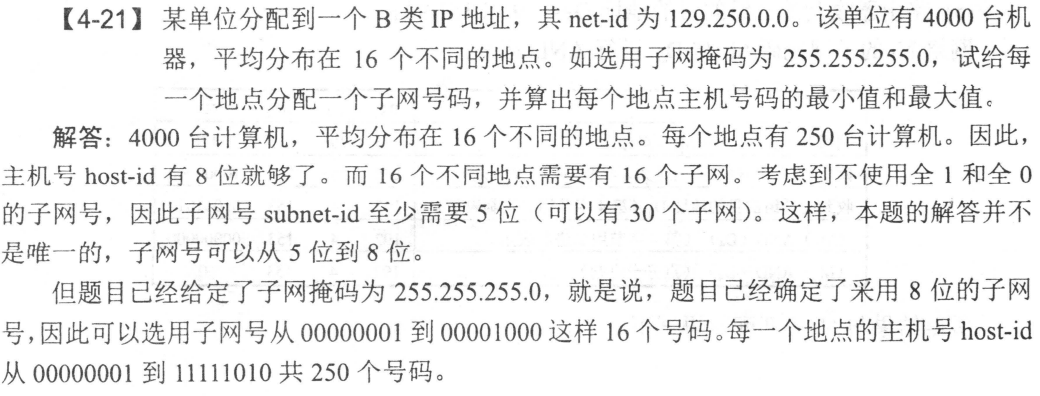 【4-21】 某单位分配到一个 B 类 IP 地址，其 net-id 为 129.250.0.0。该单位有 4000 台机
器，平均分布在 16 个不同的地点。如选用子网掩码为 255.255.255.0，试给每
一个地点分配一个子网号码，并算出每个地点主机号码的最小值和最大值。
解答：4000 台计算机，平均分布在 16 个不同的地点。每个地点有 250 台计算机。因此，
主机号 host-id 有 8 位就够了。而 16 个不同地点需要有 16 个子网。考虑到不使用全 1 和全 0
的子网号，因此子网号 subnet-id 至少需要 5 位（可以有 30 个子网）。这样，本题的解答并不
是唯一的，子网号可以从 5 位到 8 位。
但题目已经给定了子网掩码为 255.255.255.0，就是说，题目已经确定了采用 8 位的子网
号，因此可以选用子网号从 00000001 到 00001000 这样 16 个号码。每一个地点的主机号 host-id
从 00000001 到 11111010 共 250 个号码。